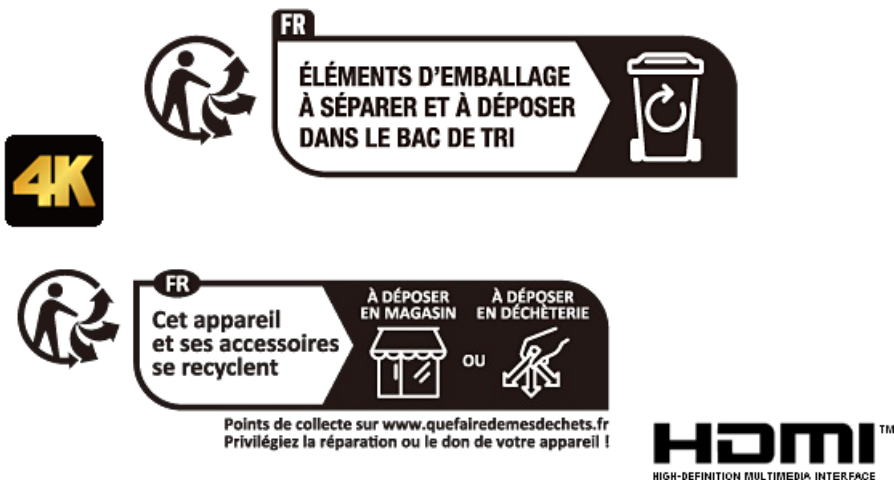 FR
ÉLÉMENTS D'EMBALLAGE
À SÉPARER ET À DÉPOSER
DANS LE BAC DE TRI
4K
FR
Cet appareil
et ses accessoires
se recyclent
À DÉPOSER
EN MAGASIN
OU
À DÉPOSER
EN DÉCHÈTERIE
Points de collecte sur www.quefairedemesdechets.fr
Privilégiez la réparation ou le don de votre appareil !
HDMI™
HIGH-DEFINITION MULTIMEDIA INTERFACE